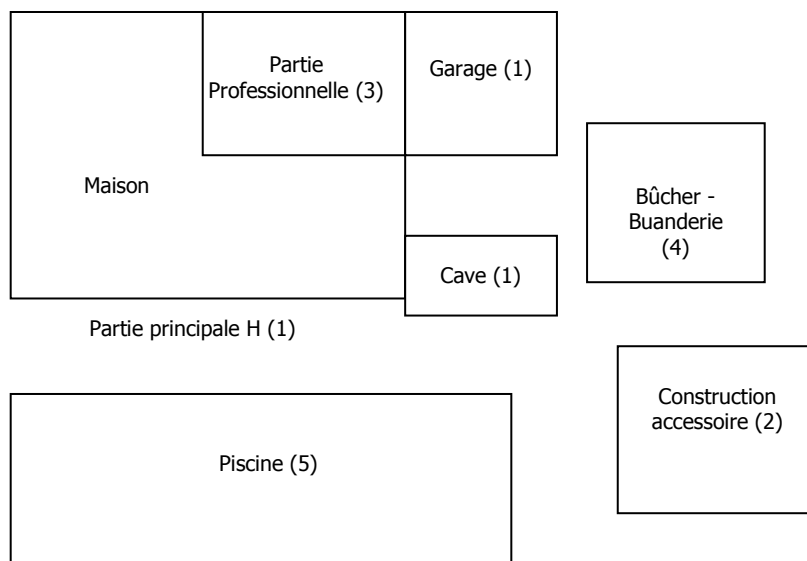 Partie
Professionnelle (3)
Garage (1)
Maison
Bûcher -
Buanderie
(4)
Cave (1)
Partie principale H (1)
Construction
accessoire (2)
Piscine (5)